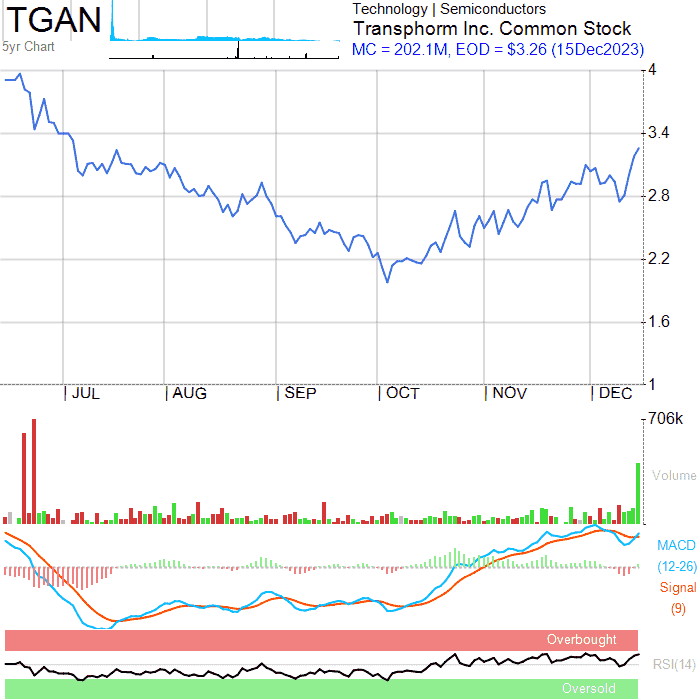 TGAN
5yr Chart
Technology | Semiconductors
Transphorm Inc. Common Stock
MC = 202.1M, EOD = $3.26 (15Dec2023)
4
3.4
2.8
2.2
1.6
1
JUL AUG SEP OCT NOV DEC
706k
Volume
MACD
(12-26)
Signal
(9)
Overbought
RSI(14)
Oversold